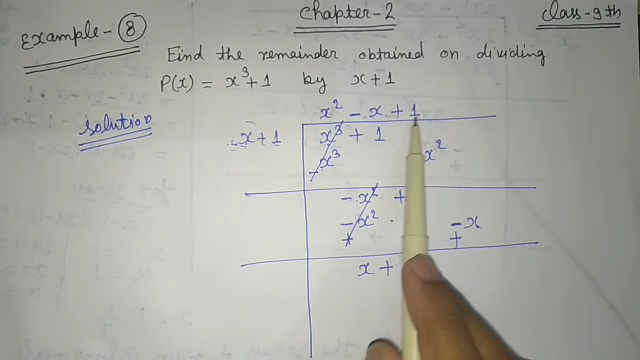 Chapter-2
Class-9th
Example-8
Find the remainder obtained on dividing
P(x) = x³+1 by x+1
Solution
x² - x + 1
x+1
x³ + 1
- x³
x²
- x² +
- x² - x
+ +
x +